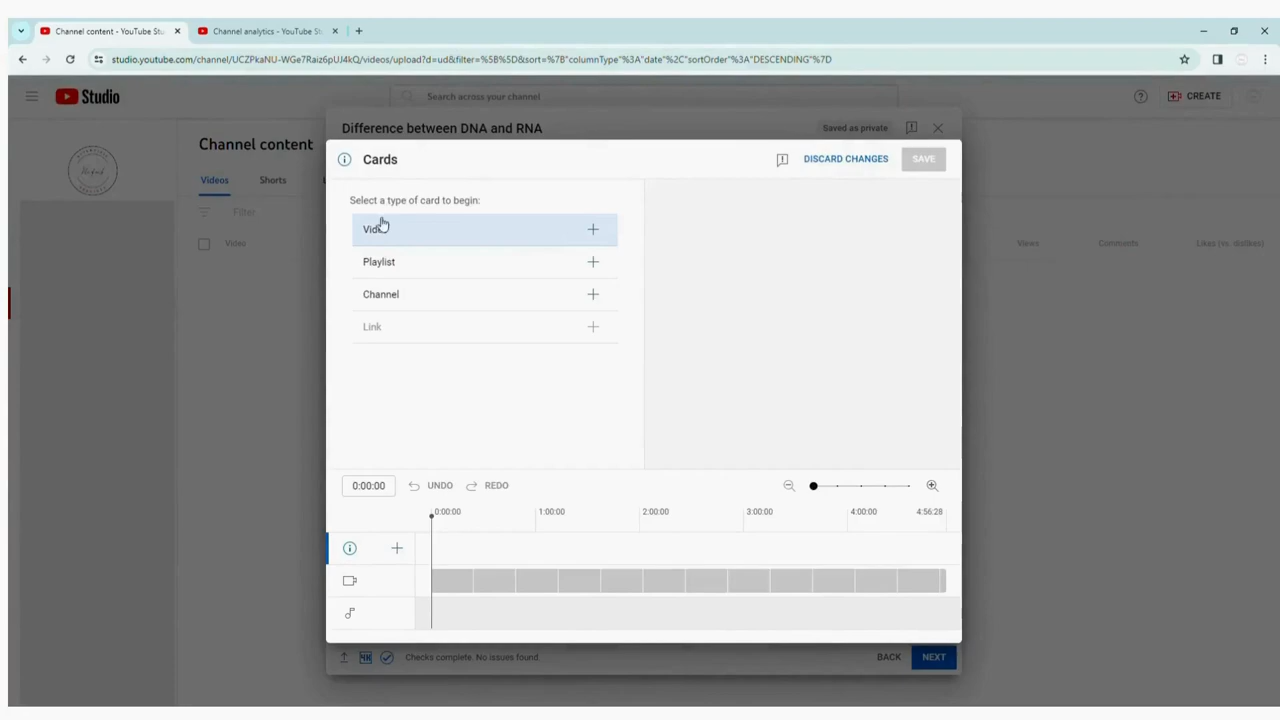 Channel content - YouTube Stu
Channel analytics - YouTube St
studio.youtube.com/channel/UCZPkaNU-WGe7Raiz6pUJ4kQ/videos/upload?d=ud&filter=%5B%5D&sort=%7B"columnType"%3A"date"%2C"sortOrder"%3A"DESCENDING"%7D
Studio
Search across your channel
CREATE
Difference between DNA and RNA
Saved as private
Channel content
Cards
DISCARD CHANGES
SAVE
Videos
Shorts
Select a type of card to begin:
Filter
Video
Video
Views
Comments
Likes (vs. dislikes)
Playlist
Channel
Link
0:00:00
UNDO
REDO
0:00:00
1:00:00
2:00:00
3:00:00
4:00:00
4:56:28
4K
Checks complete. No issues found.
BACK
NEXT